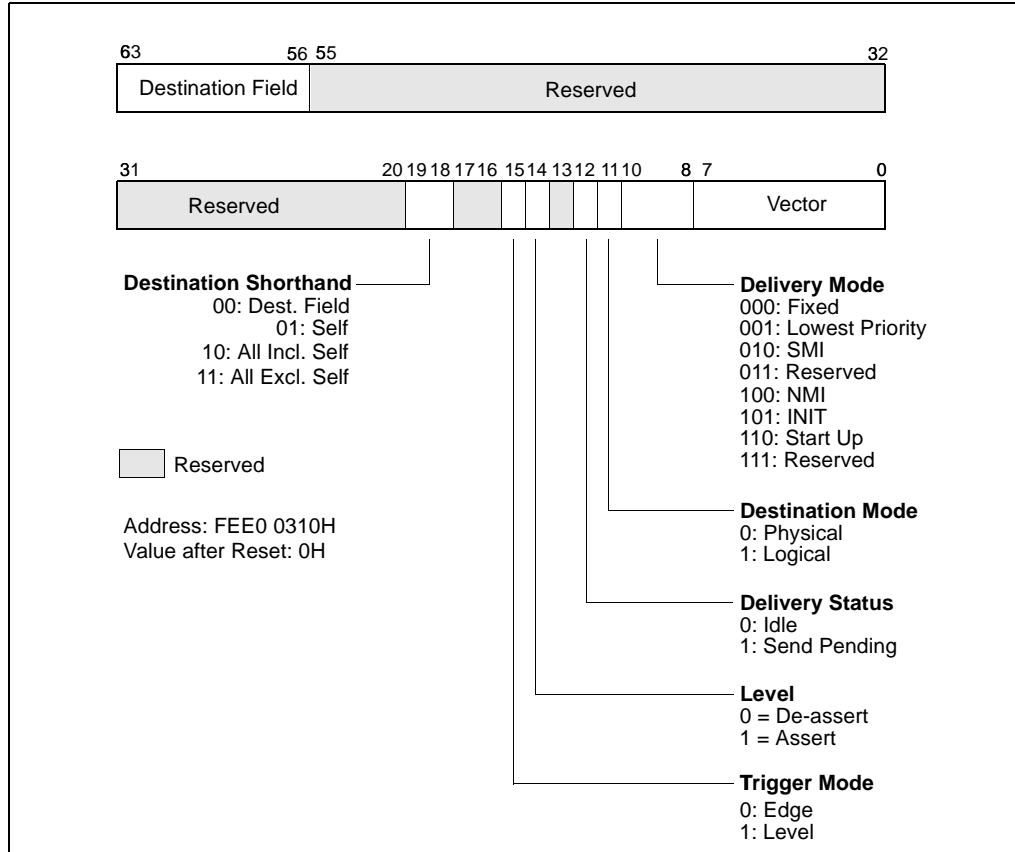 63 56 55 32
Destination Field Reserved
31 20 19 18 17 16 15 14 13 12 11 10 8 7 0
Reserved Vector
Destination Shorthand
00: Dest. Field
01: Self
10: All Incl. Self
11: All Excl. Self
Reserved
Address: FEE0 0310H
Value after Reset: 0H
Delivery Mode
000: Fixed
001: Lowest Priority
010: SMI
011: Reserved
100: NMI
101: INIT
110: Start Up
111: Reserved
Destination Mode
0: Physical
1: Logical
Delivery Status
0: Idle
1: Send Pending
Level
0 = De-assert
1 = Assert
Trigger Mode
0: Edge
1: Level